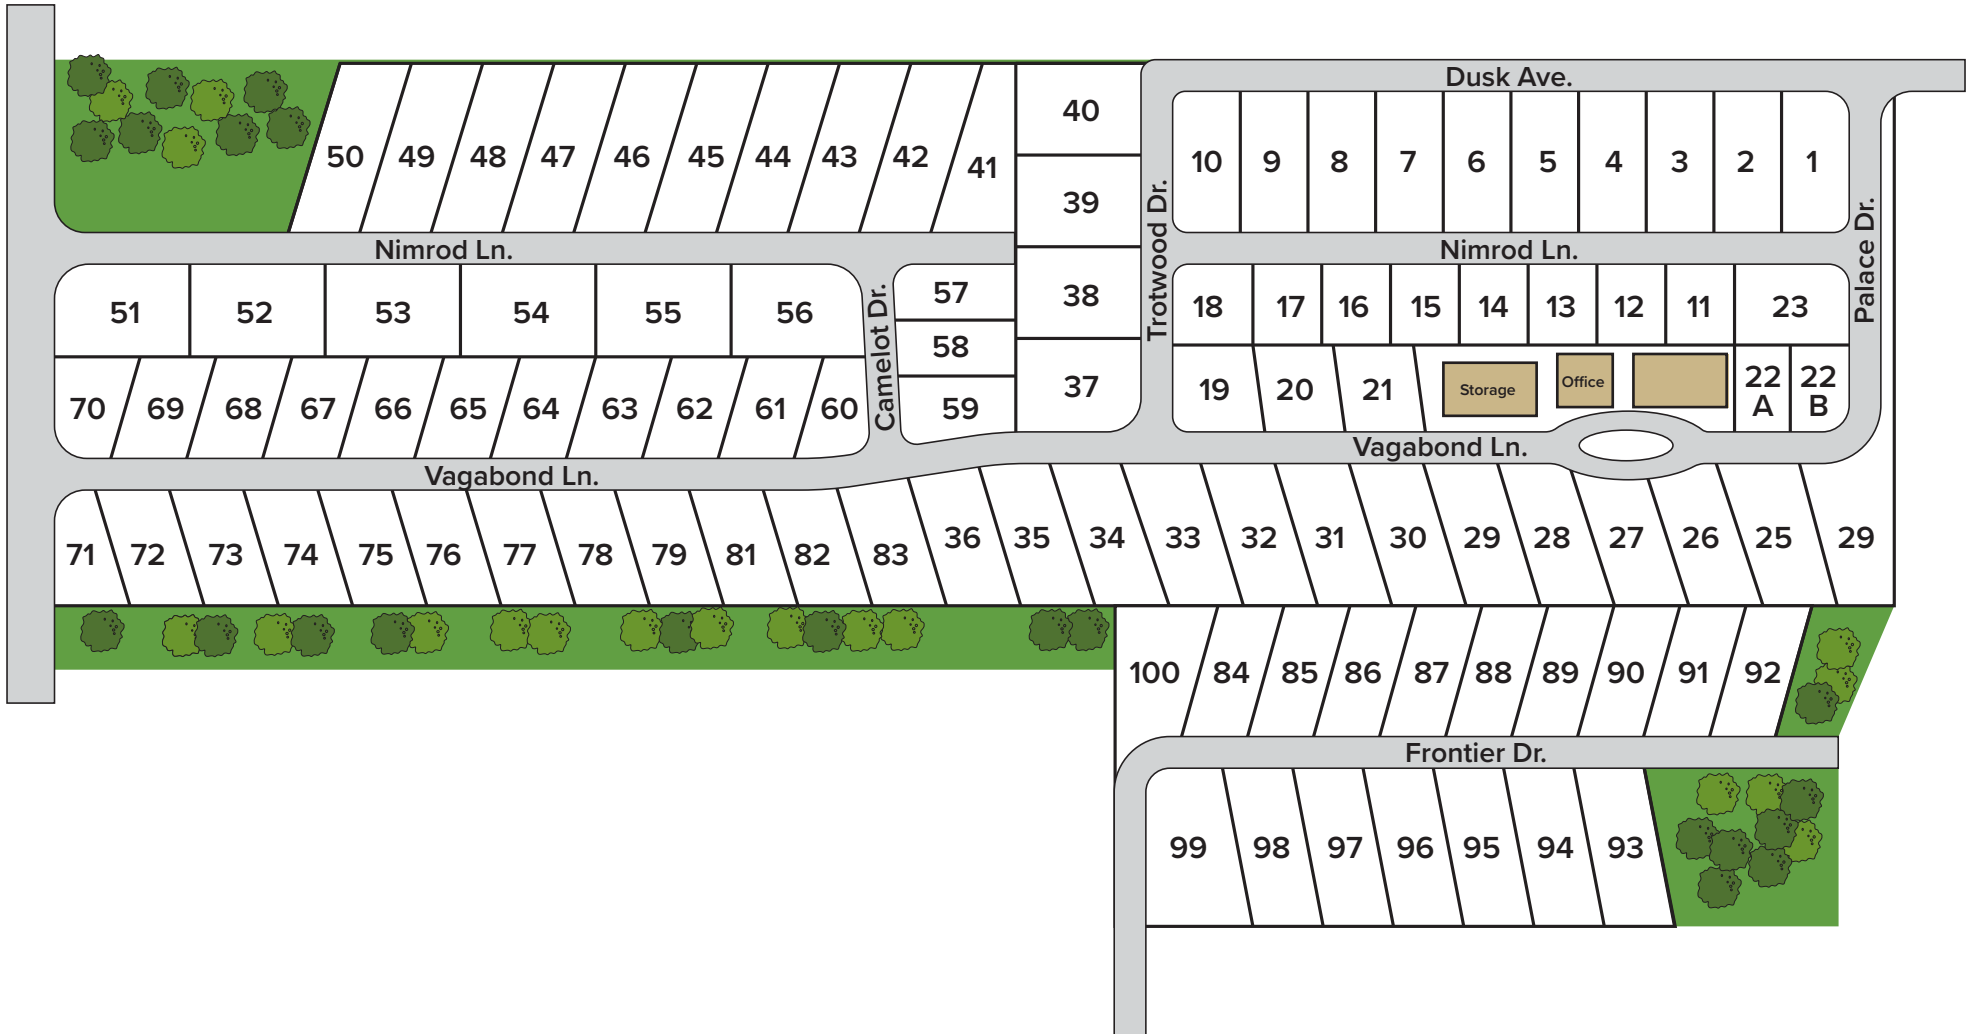 Dusk Ave.
40
50 49 48 47 46 45 44 43 42 41
10 9 8 7 6 5 4 3 2 1
39
Trotwood Dr.
Palace Dr.
Nimrod Ln.
Nimrod Ln.
51 52 53 54 55 56
Camelot Dr.
57
58
59
38
37
18 17 16 15 14 13 12 11 23
19 20 21
Storage
Office
22
A
22
B
70 69 68 67 66 65 64 63 62 61 60
Vagabond Ln.
Vagabond Ln.
71 72 73 74 75 76 77 78 79 81 82 83
36 35 34 33 32 31 30 29 28 27 26 25 29
100 84 85 86 87 88 89 90 91 92
Frontier Dr.
99 98 97 96 95 94 93